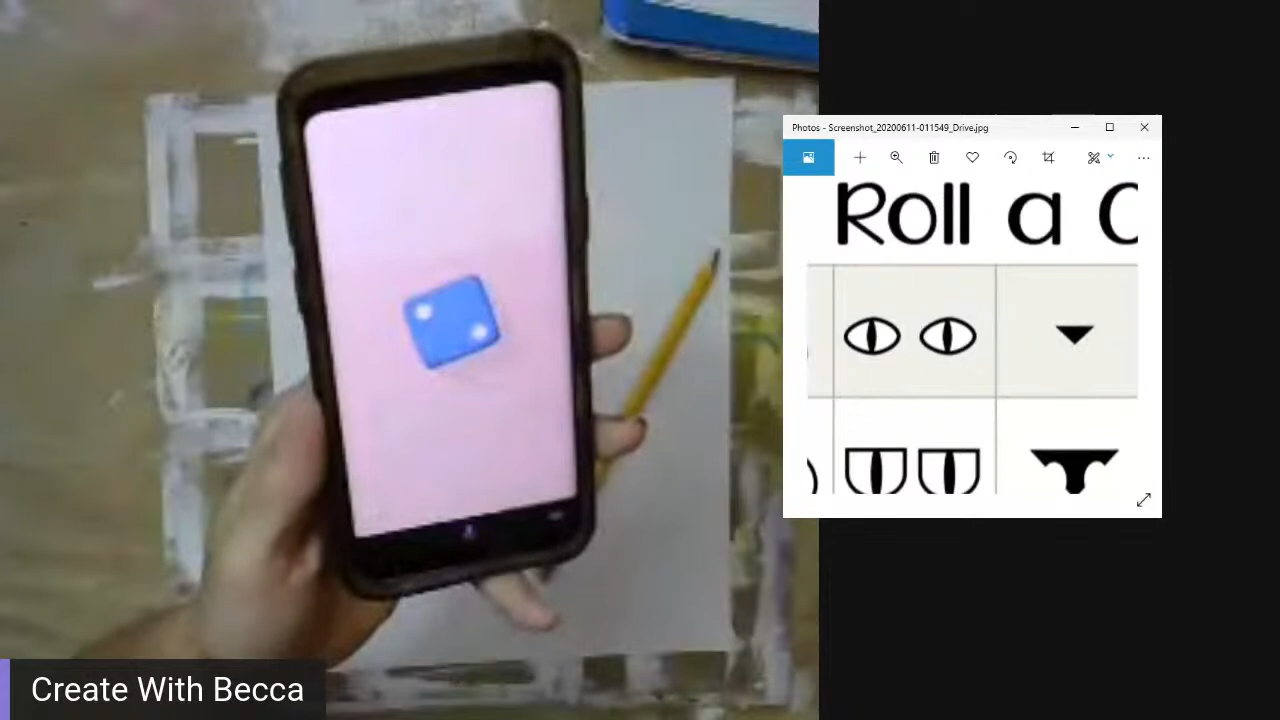 Photos - Screenshot_20200611-011549_Drive.jpg
Roll a C
Create With Becca